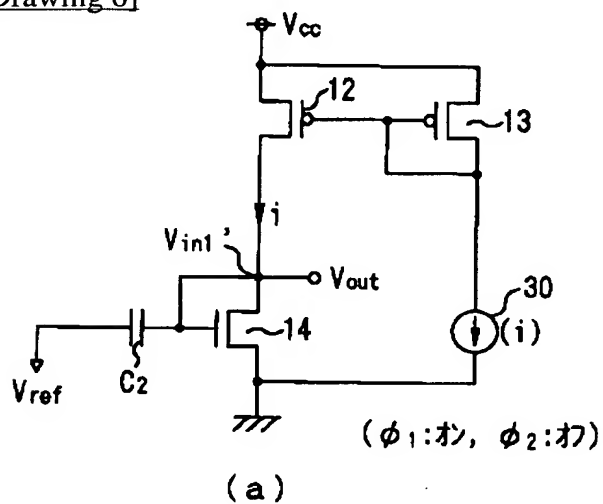 Drawing 6]
Vcc
12
13
i
Vin1'
Vout
30
(i)
14
C2
Vref
(φ1:オン, φ2:オフ)
(a)